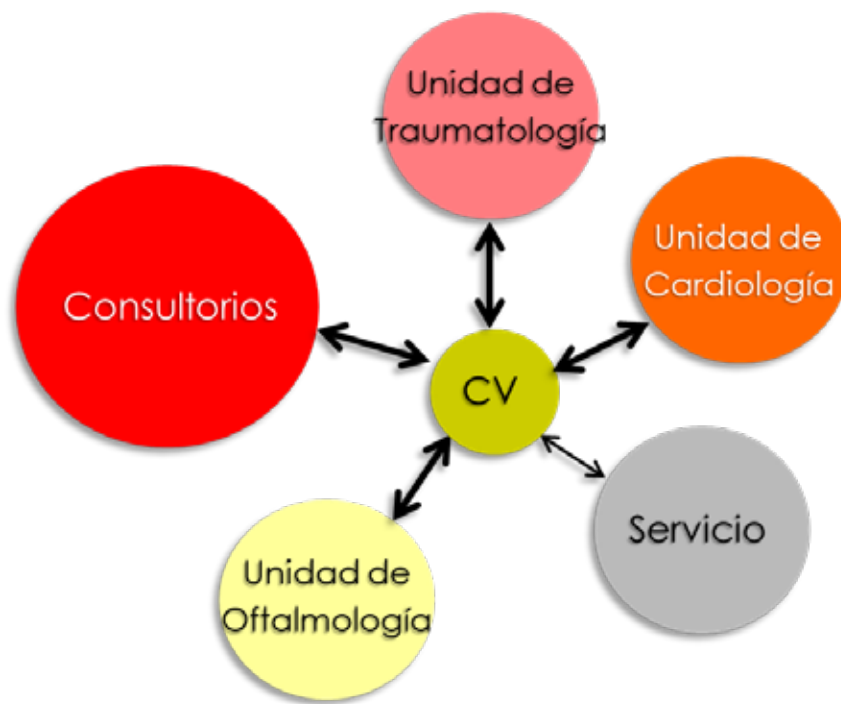 Unidad de
Traumatología
Unidad de
Cardiología
Consultorios
CV
Servicio
Unidad de
Oftalmología